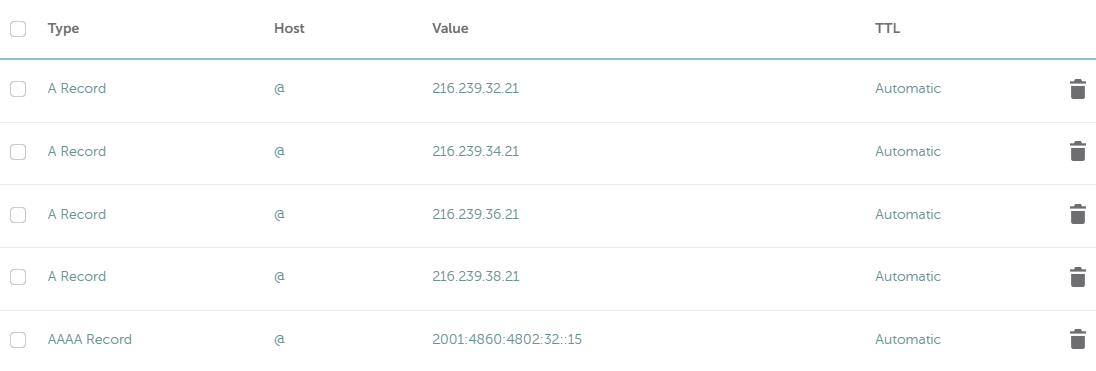 Type Host Value TTL
A Record @ 216.239.32.21 Automatic
A Record @ 216.239.34.21 Automatic
A Record @ 216.239.36.21 Automatic
A Record @ 216.239.38.21 Automatic
AAAA Record @ 2001:4860:4802:32::15 Automatic